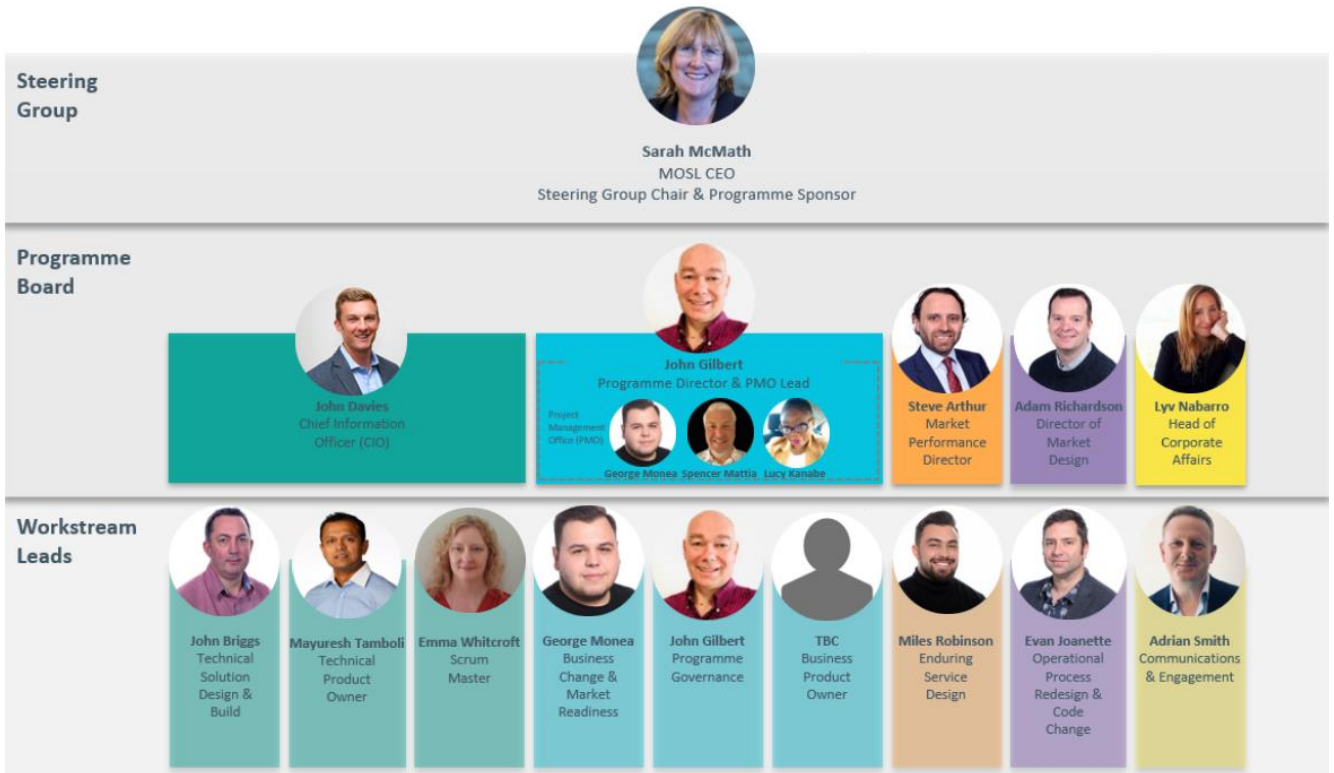 Steering
Group
Sarah McMath
MOSL CEO
Steering Group Chair & Programme Sponsor
Programme
Board
John Davies
Chief Information
Officer (CIO)
John Gilbert
Programme Director & PMO Lead
Project
Management
Office (PMO)
George Monea Spencer Mattia Lucy Kanabe
Steve Arthur
Market
Performance
Director
Adam Richardson
Director of
Market
Design
Lyv Nabarro
Head of
Corporate
Affairs
Workstream
Leads
John Briggs
Technical
Solution
Design &
Build
Mayuresh Tamboli
Technical
Product
Owner
Emma Whitcroft
Scrum
Master
George Monea
Business
Change &
Market
Readiness
John Gilbert
Programme
Governance
TBC
Business
Product
Owner
Miles Robinson
Enduring
Service
Design
Evan Joanette
Operational
Process
Redesign &
Code
Change
Adrian Smith
Communications
& Engagement